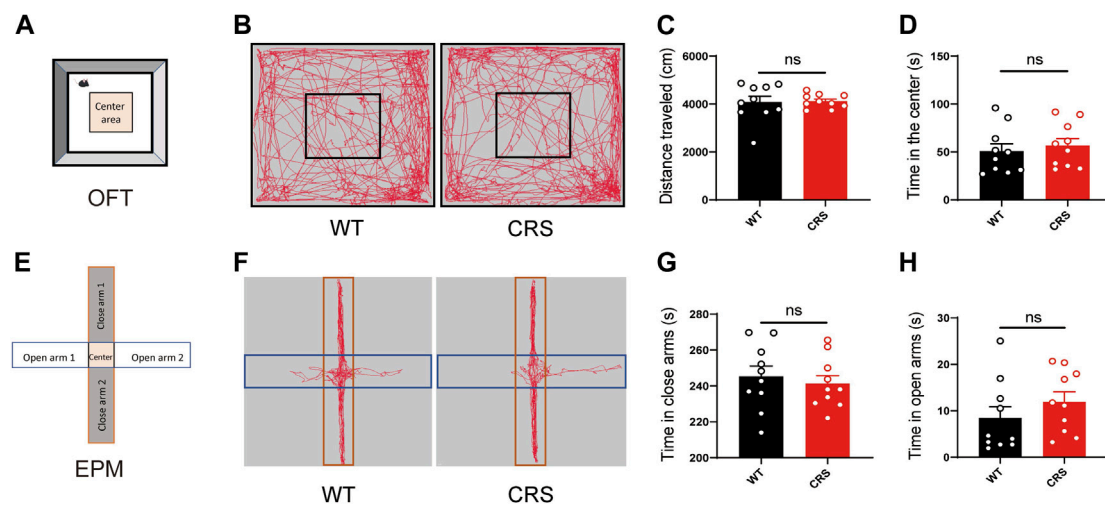 A
Center
area
OFT
B
WT
CRS
C
Distance traveled (cm)
6000
4000
2000
0
ns
WT
CRS
D
Time in the center (s)
150
100
50
0
ns
WT
CRS
E
Close arm 1
Open arm 1
Center
Open arm 2
Close arm 2
EPM
F
WT
CRS
G
Time in close arms (s)
280
260
240
220
200
ns
WT
CRS
H
Time in open arms (s)
30
20
10
0
ns
WT
CRS